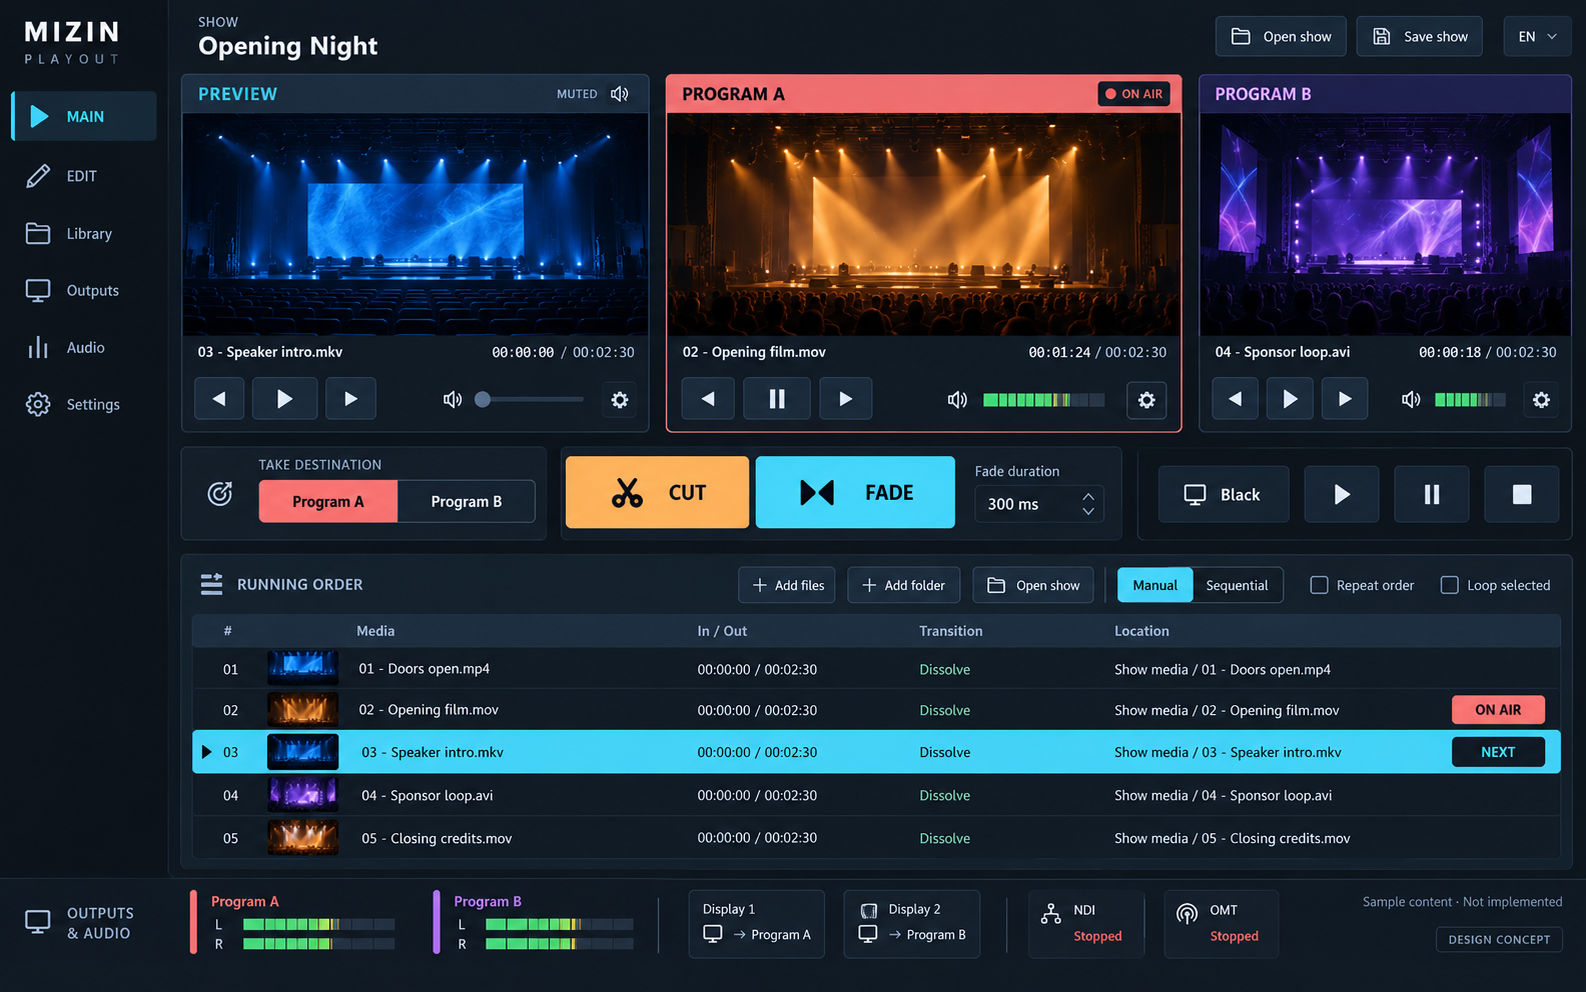 MIZIN
PLAYOUT
MAIN
EDIT
Library
Outputs
Audio
Settings
SHOW
Opening Night
Open show
Save show
EN
PREVIEW
MUTED
03 - Speaker intro.mkv
00:00:00 / 00:02:30
PROGRAM A
ON AIR
02 - Opening film.mov
00:01:24 / 00:02:30
PROGRAM B
04 - Sponsor loop.avi
00:00:18 / 00:02:30
TAKE DESTINATION
Program A
Program B
CUT
FADE
Fade duration
300 ms
Black
RUNNING ORDER
Add files
Add folder
Open show
Manual
Sequential
Repeat order
Loop selected
# Media In / Out Transition Location
01 01 - Doors open.mp4 00:00:00 / 00:02:30 Dissolve Show media / 01 - Doors open.mp4
02 02 - Opening film.mov 00:00:00 / 00:02:30 Dissolve Show media / 02 - Opening film.mov ON AIR
03 03 - Speaker intro.mkv 00:00:00 / 00:02:30 Dissolve Show media / 03 - Speaker intro.mkv NEXT
04 04 - Sponsor loop.avi 00:00:00 / 00:02:30 Dissolve Show media / 04 - Sponsor loop.avi
05 05 - Closing credits.mov 00:00:00 / 00:02:30 Dissolve Show media / 05 - Closing credits.mov
OUTPUTS
& AUDIO
Program A
L
R
Program B
L
R
Display 1
→ Program A
Display 2
→ Program B
NDI
Stopped
OMT
Stopped
Sample content · Not implemented
DESIGN CONCEPT